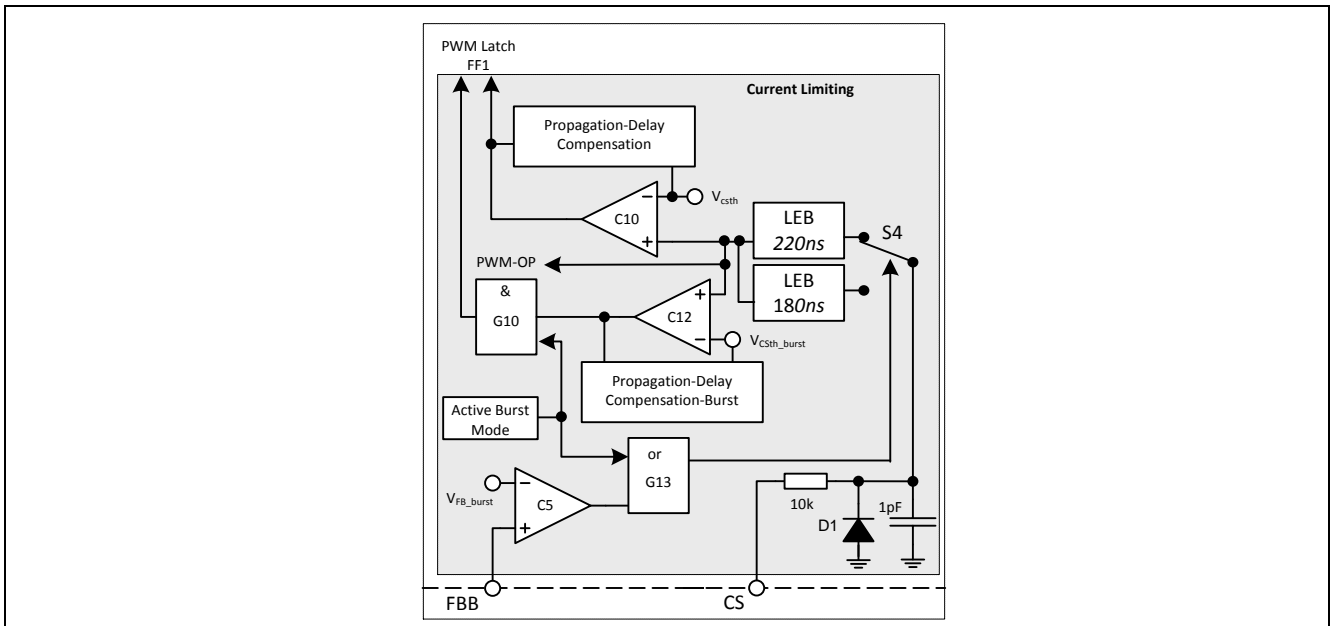 PWM Latch
FF1
Current Limiting
Propagation-Delay
Compensation
−
V_csth
C10
+
LEB
220ns
S4
PWM-OP
LEB
180ns
&
G10
+
C12
−
V_CSth_burst
Propagation-Delay
Compensation-Burst
Active Burst
Mode
or
G13
V_FB_burst
−
C5
+
10k
D1
1pF
FBB
CS